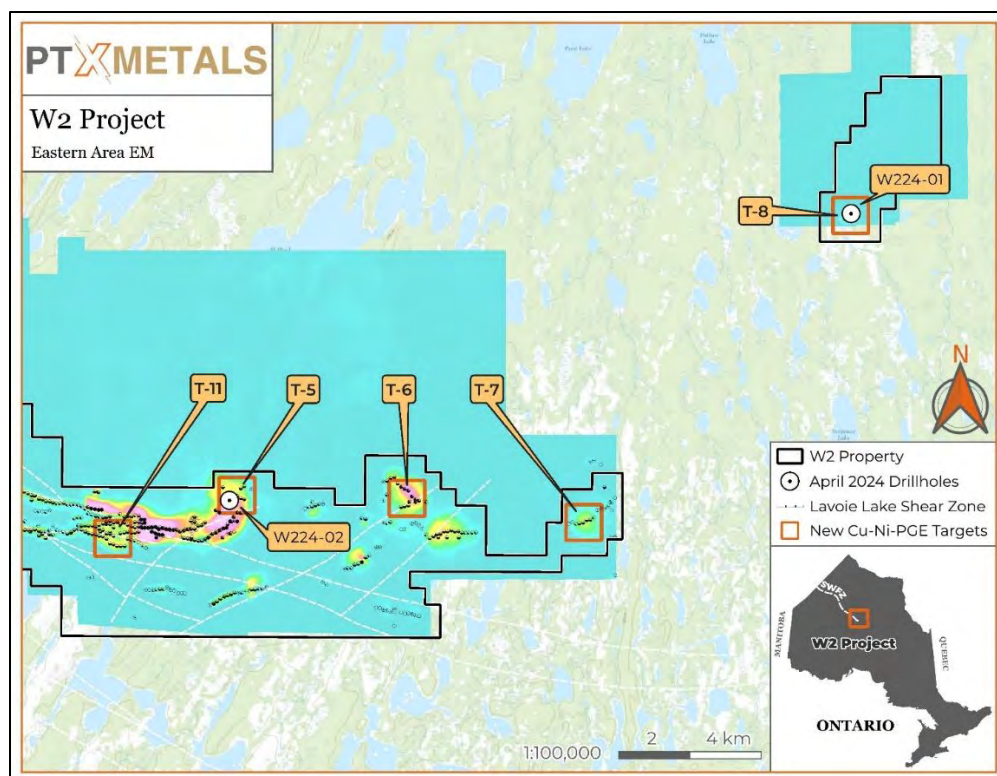 PTXMETALS
W2 Project
Eastern Area EM
W224-01
T-8
T-11
T-5
T-6
T-7
W224-02
N
W2 Property
April 2024 Drillholes
Lavoie Lake Shear Zone
New Cu-Ni-PGE Targets
SWFZ
MANITOBA
W2 Project
QUEBEC
ONTARIO
1:100,000
2
4 km